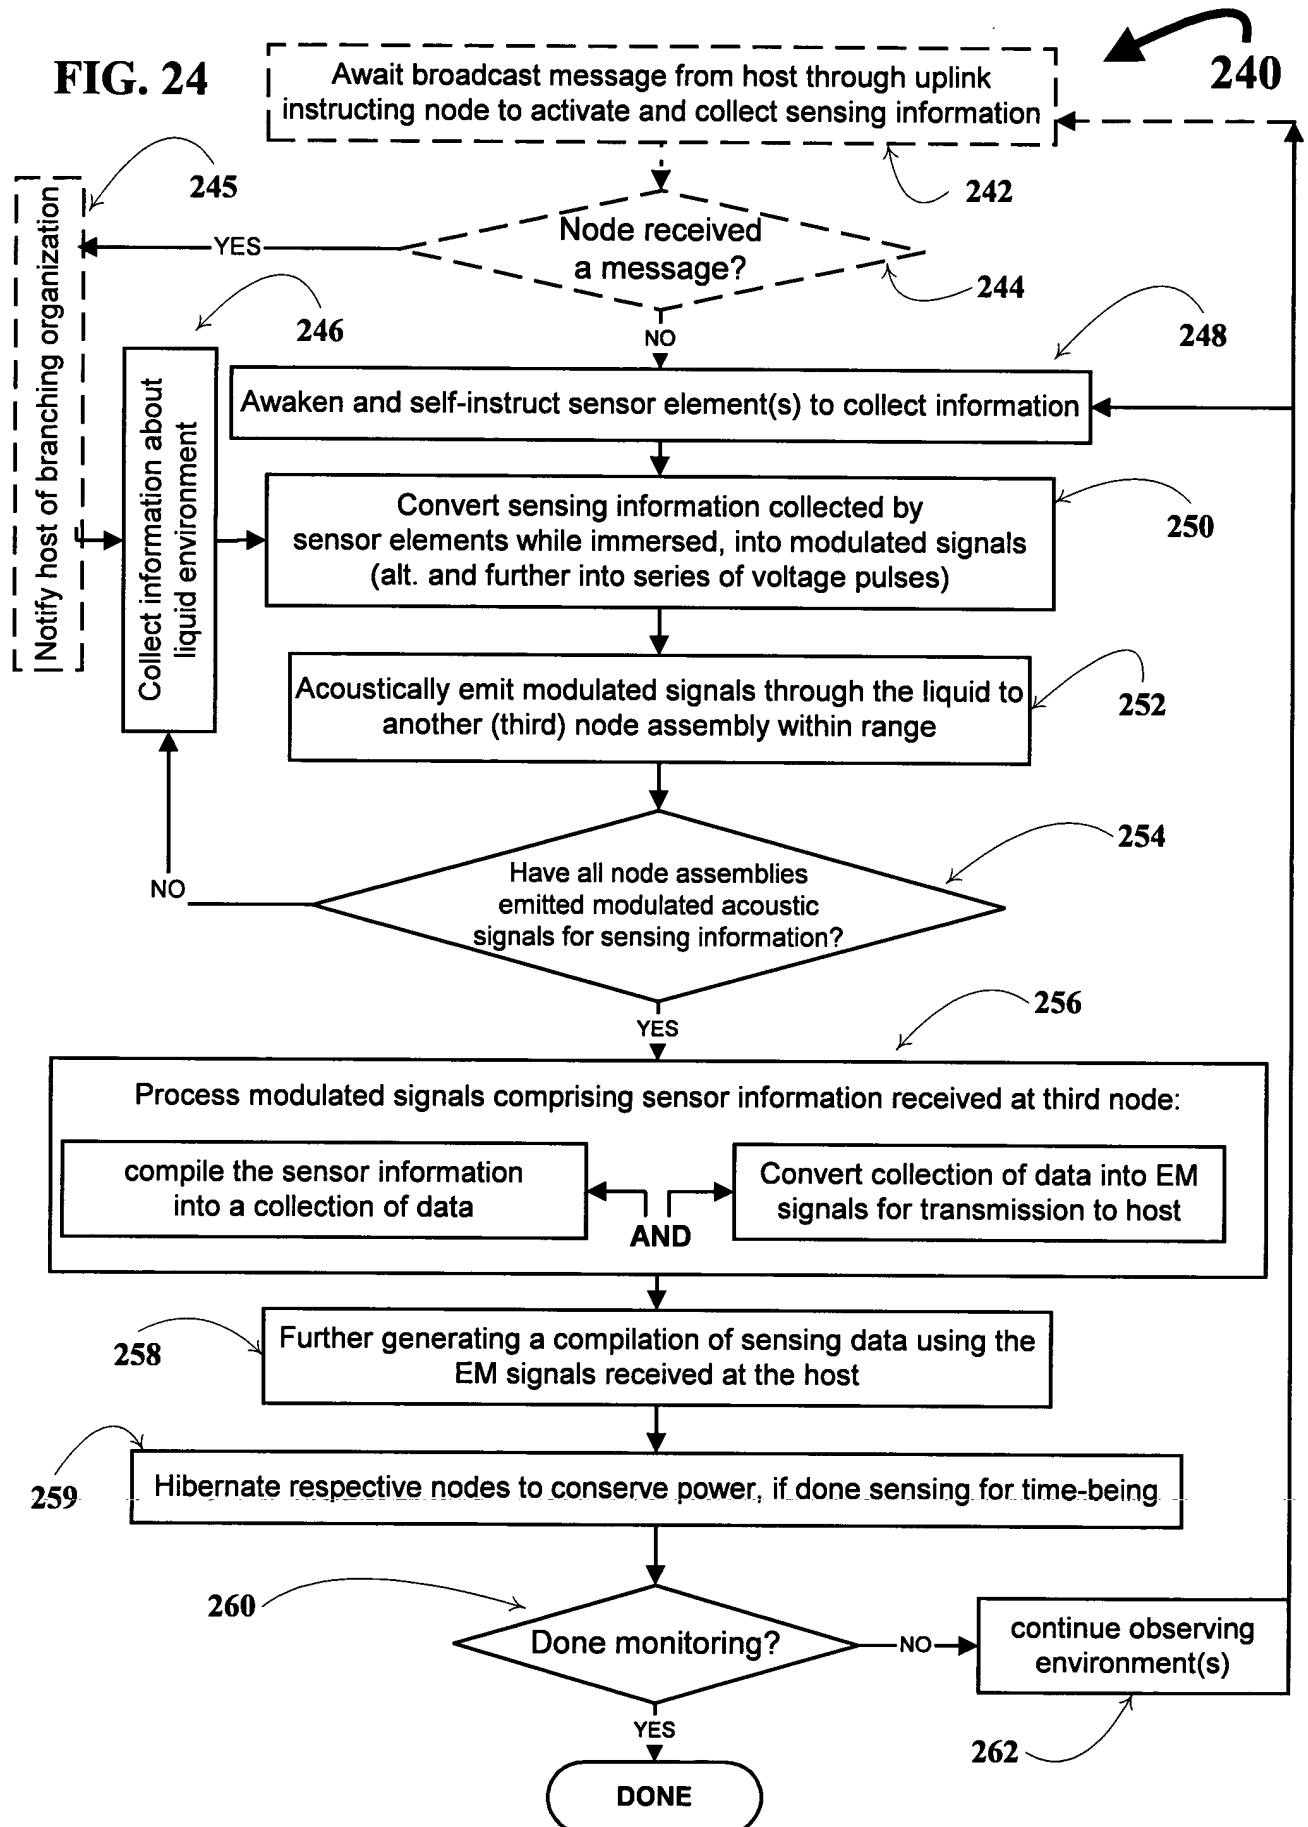 FIG. 24
240
Await broadcast message from host through uplink
instructing node to activate and collect sensing information
242
245
Node received
a message?
YES
244
NO
Notify host of branching organization
246
248
Collect information about
liquid environment
Awaken and self-instruct sensor element(s) to collect information
Convert sensing information collected by
sensor elements while immersed, into modulated signals
(alt. and further into series of voltage pulses)
250
Acoustically emit modulated signals through the liquid to
another (third) node assembly within range
252
254
Have all node assemblies
emitted modulated acoustic
signals for sensing information?
NO
YES
256
Process modulated signals comprising sensor information received at third node:
compile the sensor information
into a collection of data
AND
Convert collection of data into EM
signals for transmission to host
258
Further generating a compilation of sensing data using the
EM signals received at the host
259
Hibernate respective nodes to conserve power, if done sensing for time-being
260
Done monitoring?
NO
continue observing
environment(s)
YES
262
DONE